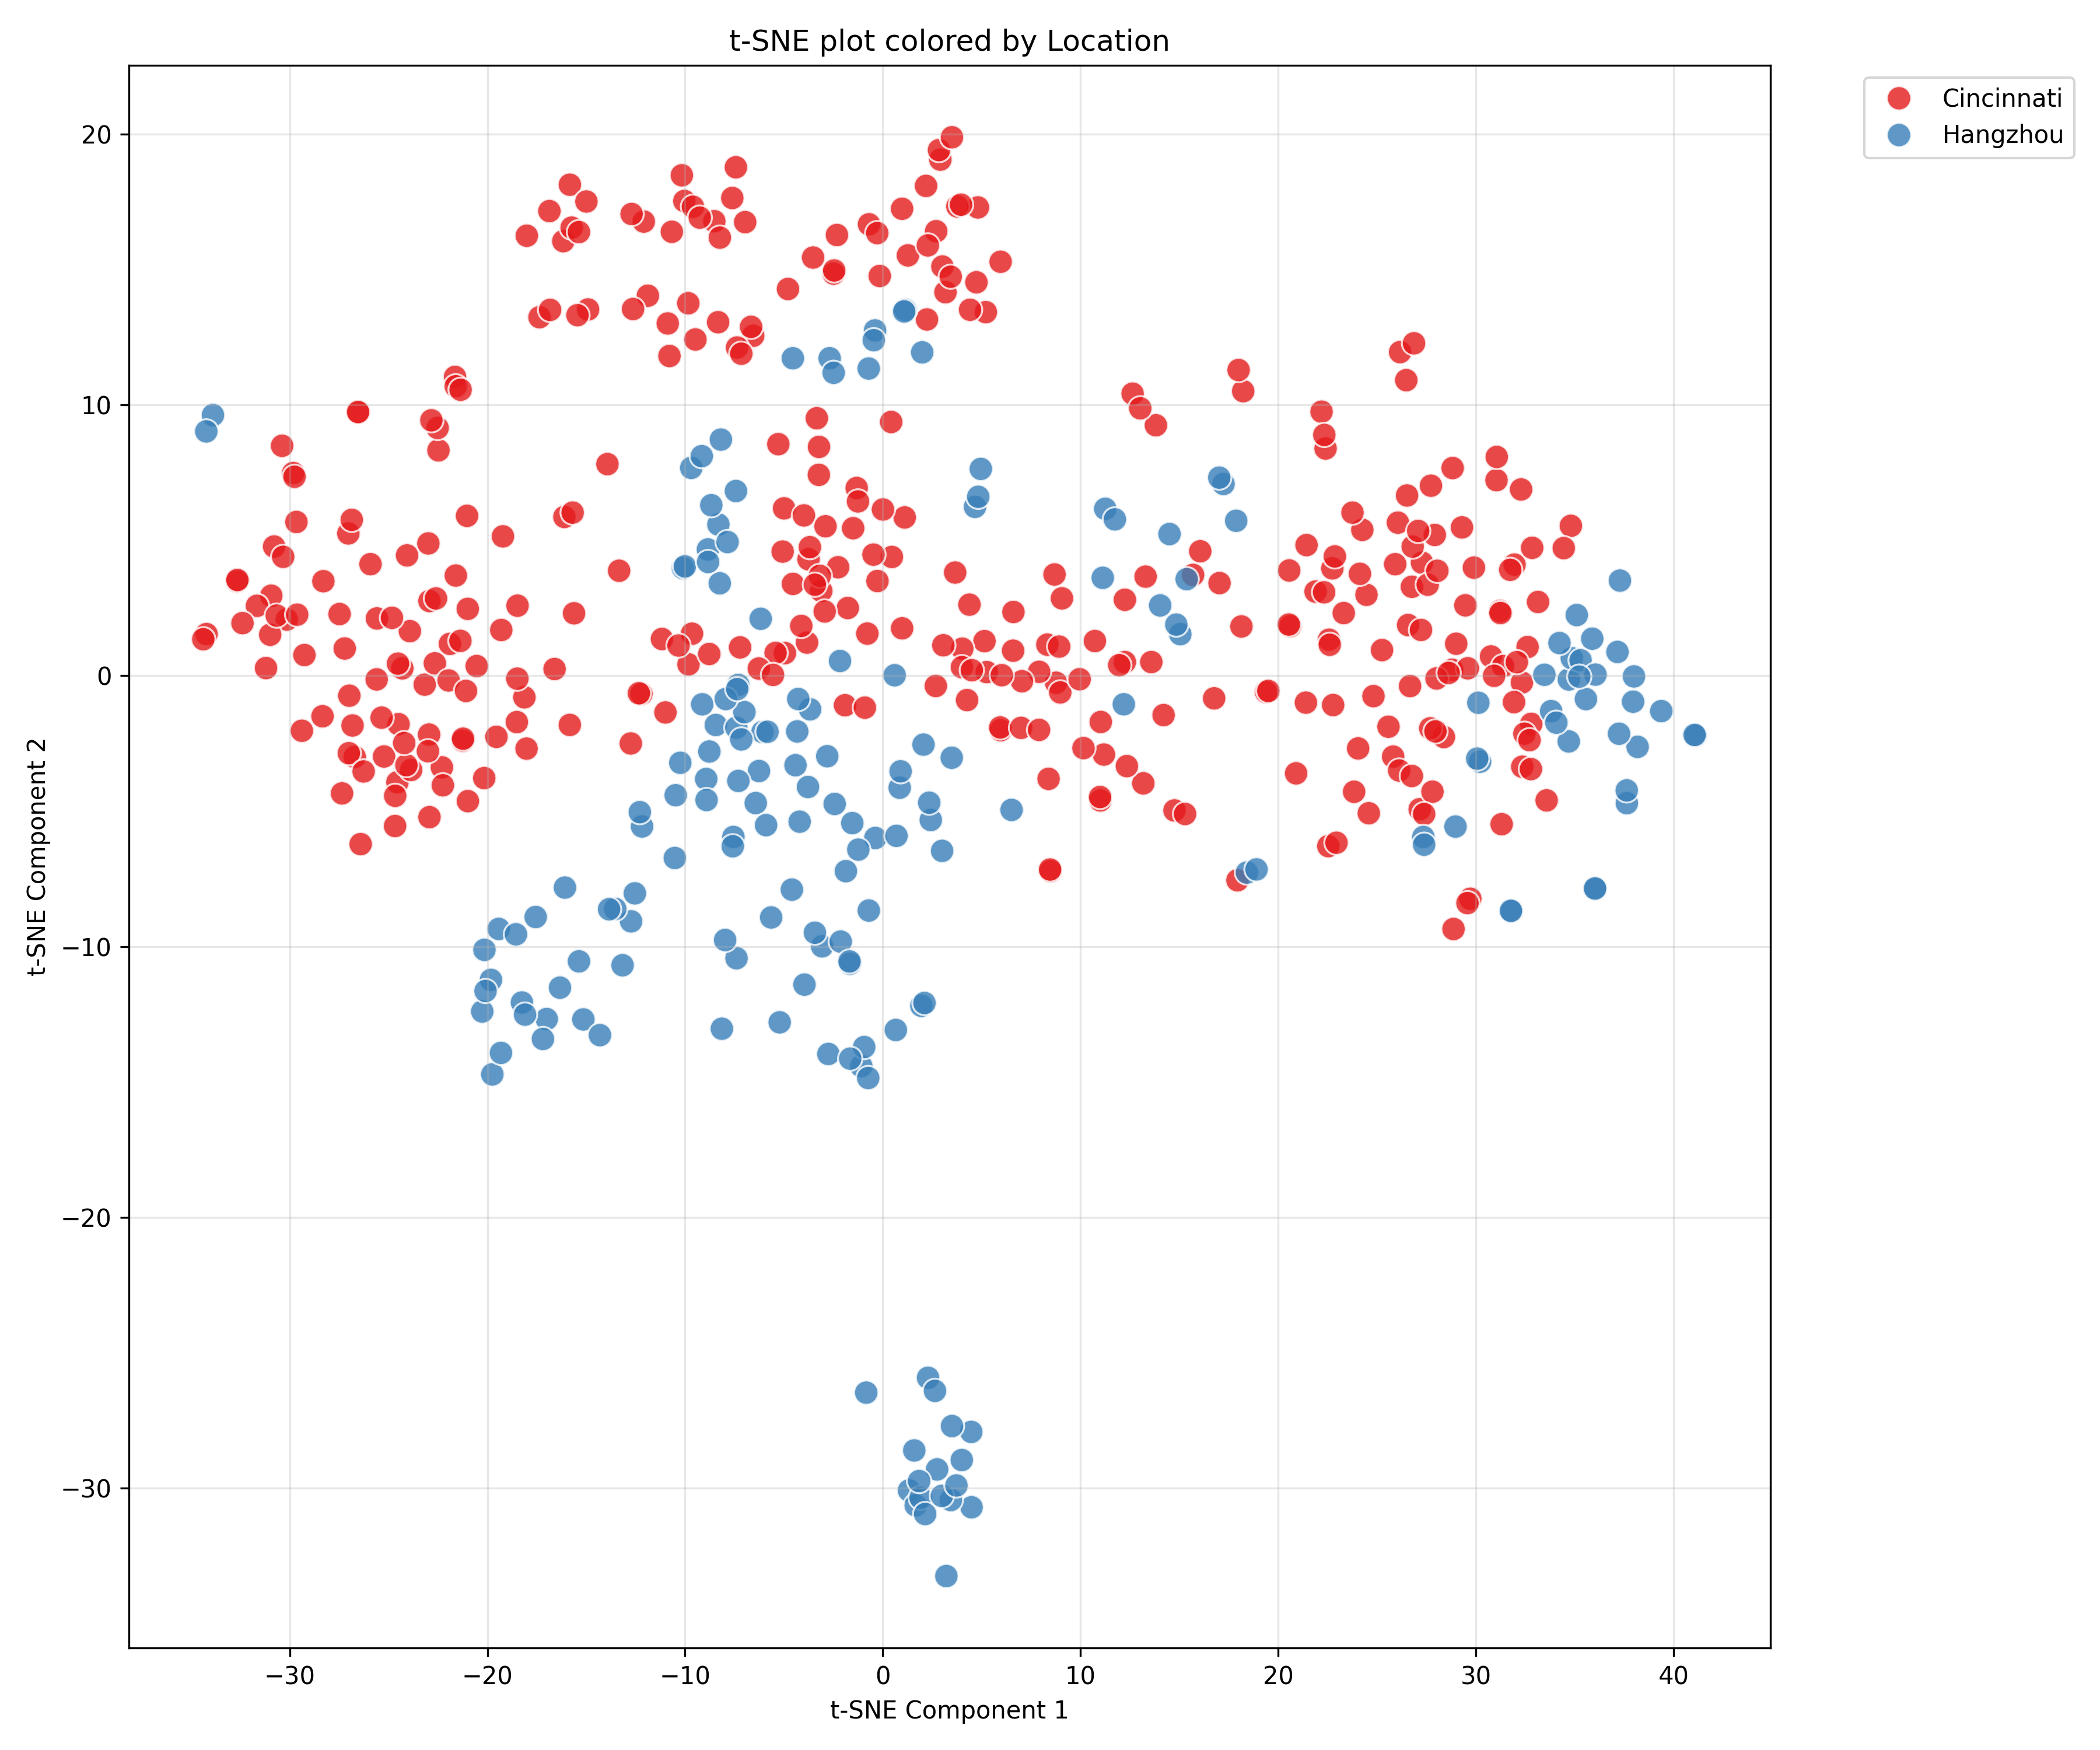 t-SNE plot colored by Location
Cincinnati
Hangzhou
20
10
0
−10
−20
−30
t-SNE Component 2
−30
−20
−10
0
10
20
30
40
t-SNE Component 1